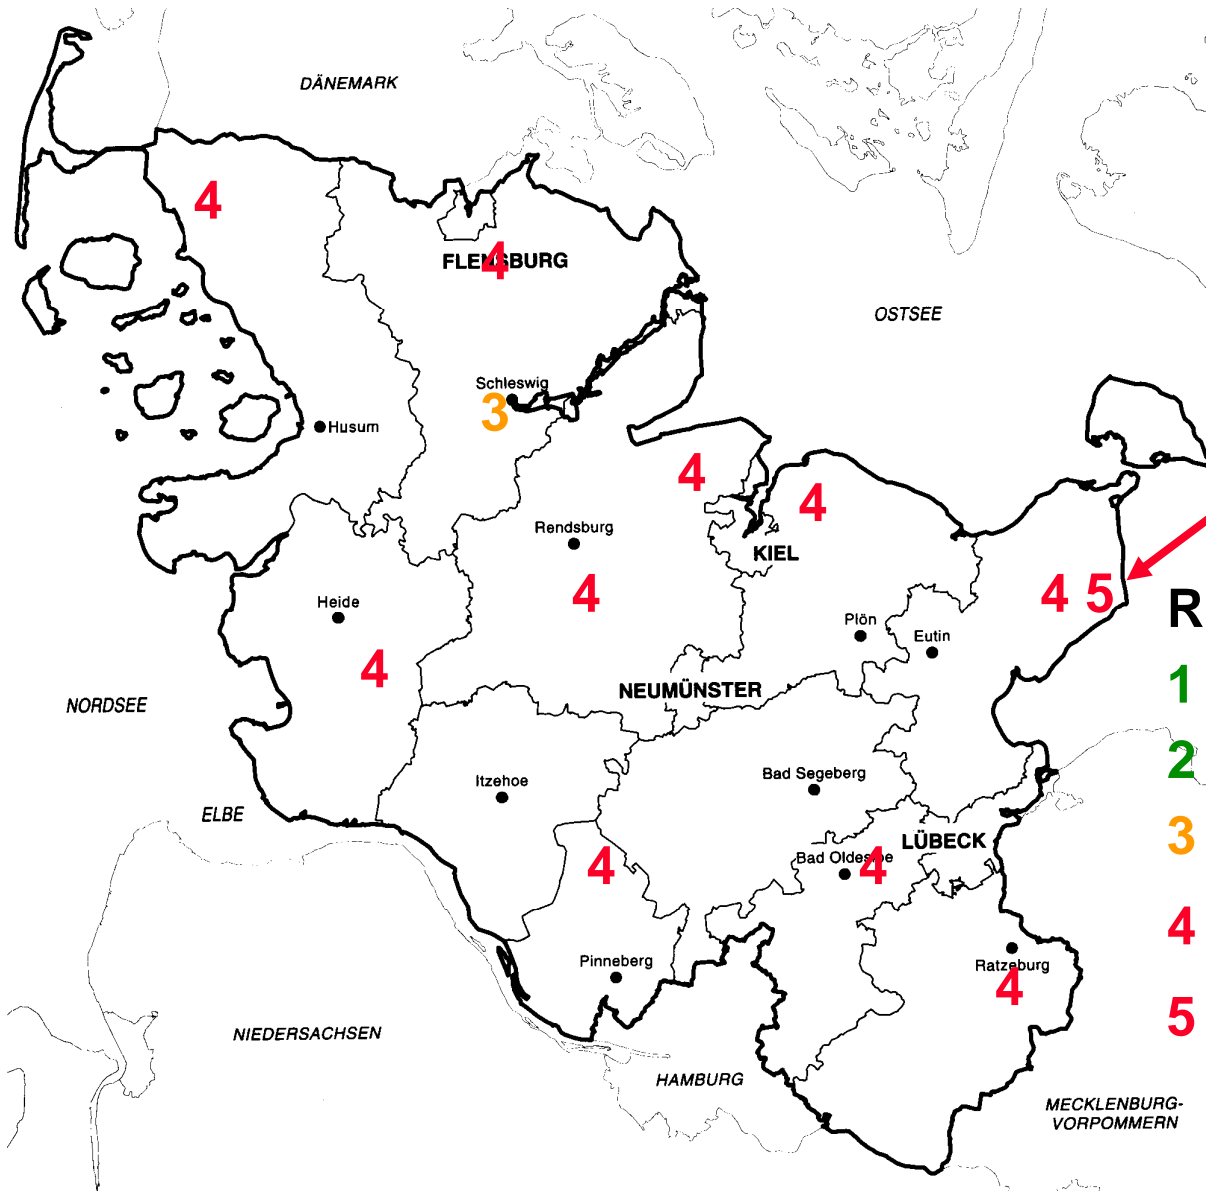 DÄNEMARK
4
4
FLENSBURG
OSTSEE
Schleswig
3
Husum
4
4
Rendsburg
KIEL
4
4 5
Heide
R
Plön
Eutin
4
1
NEUMÜNSTER
NORDSEE
2
Bad Segeberg
Itzehoe
ELBE
3
LÜBECK
Bad Oldesloe
4
4
4
Pinneberg
Ratzeburg
4
5
NIEDERSACHSEN
HAMBURG
MECKLENBURG-
VORPOMMERN